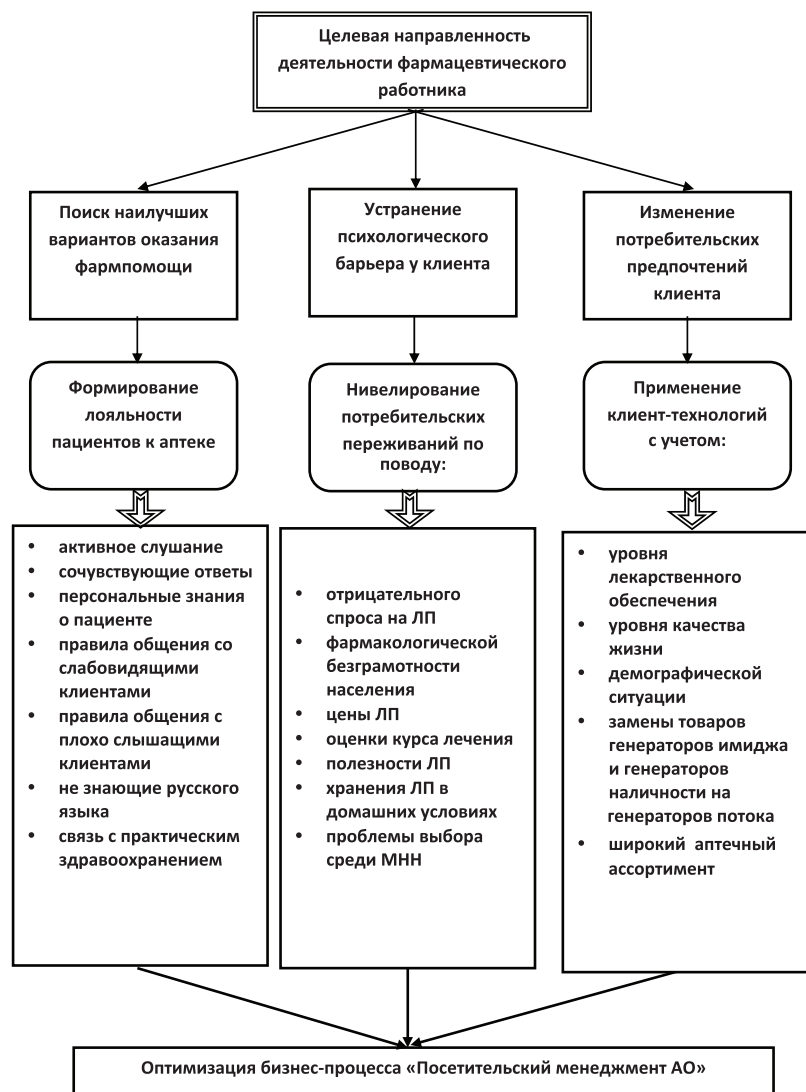 Целевая направленность
деятельности фармацевтического
работника
Поиск наилучших
вариантов оказания
фармпомощи
Устранение
психологического
барьера у клиента
Изменение
потребительских
предпочтений
клиента
Формирование
лояльности
пациентов к аптеке
Нивелирование
потребительских
переживаний по
поводу:
Применение
клиент-технологий
с учетом:
• активное слушание
• сочувствующие ответы
• персональные знания
о пациенте
• правила общения со
слабовидящими
клиентами
• правила общения с
плохо слышащими
клиентами
• не знающие русского
языка
• связь с практическим
здравоохранением
• отрицательного
спроса на ЛП
• фармакологической
безграмотности
населения
• цены ЛП
• оценки курса лечения
• полезности ЛП
• хранения ЛП в
домашних условиях
• проблемы выбора
среди МНН
• уровня
лекарственного
обеспечения
• уровня качества
жизни
• демографической
ситуации
• замены товаров
генераторов имиджа
и генераторов
наличности на
генераторов потока
• широкий аптечный
ассортимент
Оптимизация бизнес-процесса «Посетительский менеджмент АО»